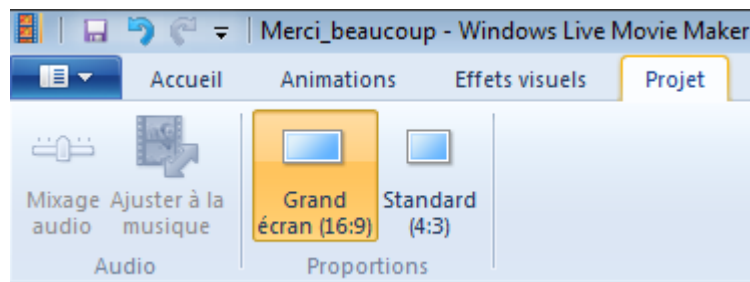 Merci_beaucoup - Windows Live Movie Maker
Accueil Animations Effets visuels Projet
Mixage Ajuster à la Grand Standard
audio musique écran (16:9) (4:3)
Audio Proportions